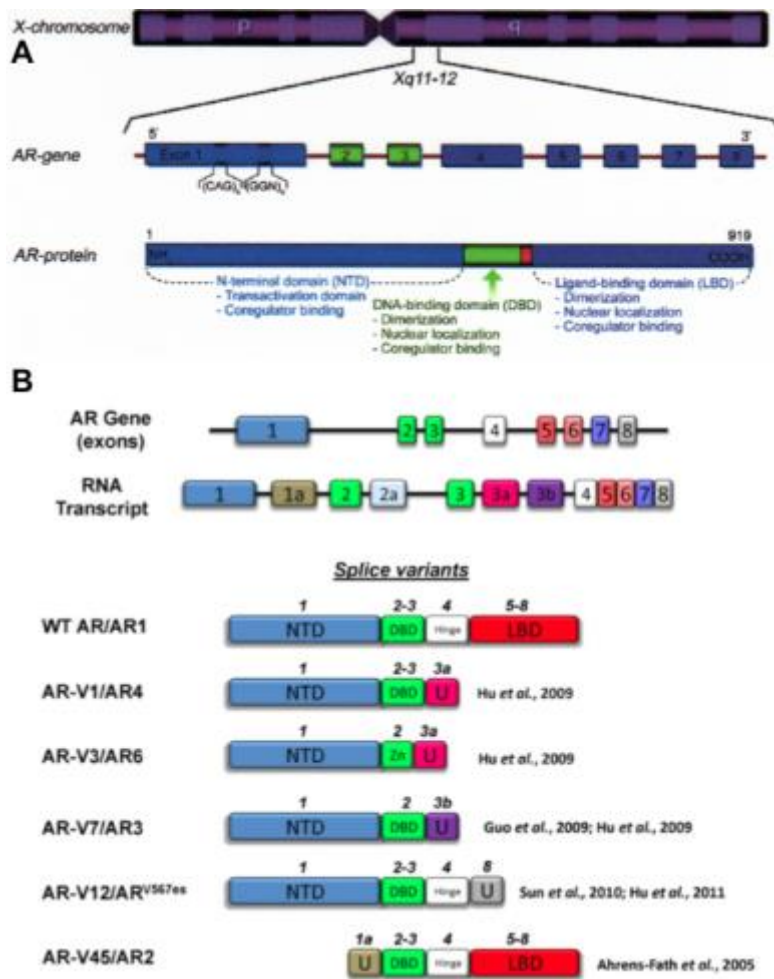 X-chromosome p q
A
Xq11-12
5' 3'
AR-gene Exon 1 2 3 4 5 6 7 8
(CAG)n (GGN)n
1 919
AR-protein NH2 COOH
N-terminal domain (NTD)
- Transactivation domain
- Coregulator binding
DNA-binding domain (DBD)
- Dimerization
- Nuclear localization
- Coregulator binding
Ligand-binding domain (LBD)
- Dimerization
- Nuclear localization
- Coregulator binding
B
AR Gene
(exons)
1 2 3 4 5 6 7 8
RNA
Transcript
1 1a 2 2a 3 3a 3b 4 5 6 7 8
Splice variants
1 2-3 4 5-8
WT AR/AR1 NTD DBD Hinge LBD
1 2-3 3a
AR-V1/AR4 NTD DBD U Hu et al., 2009
1 2 3a
AR-V3/AR6 NTD Zn U Hu et al., 2009
1 2 3b
AR-V7/AR3 NTD DBD U Guo et al., 2009; Hu et al., 2009
1 2-3 4 8
AR-V12/ARV567es NTD DBD Hinge U Sun et al., 2010; Hu et al., 2011
1a 2-3 4 5-8
AR-V45/AR2 U DBD Hinge LBD Ahrens-Fath et al., 2005